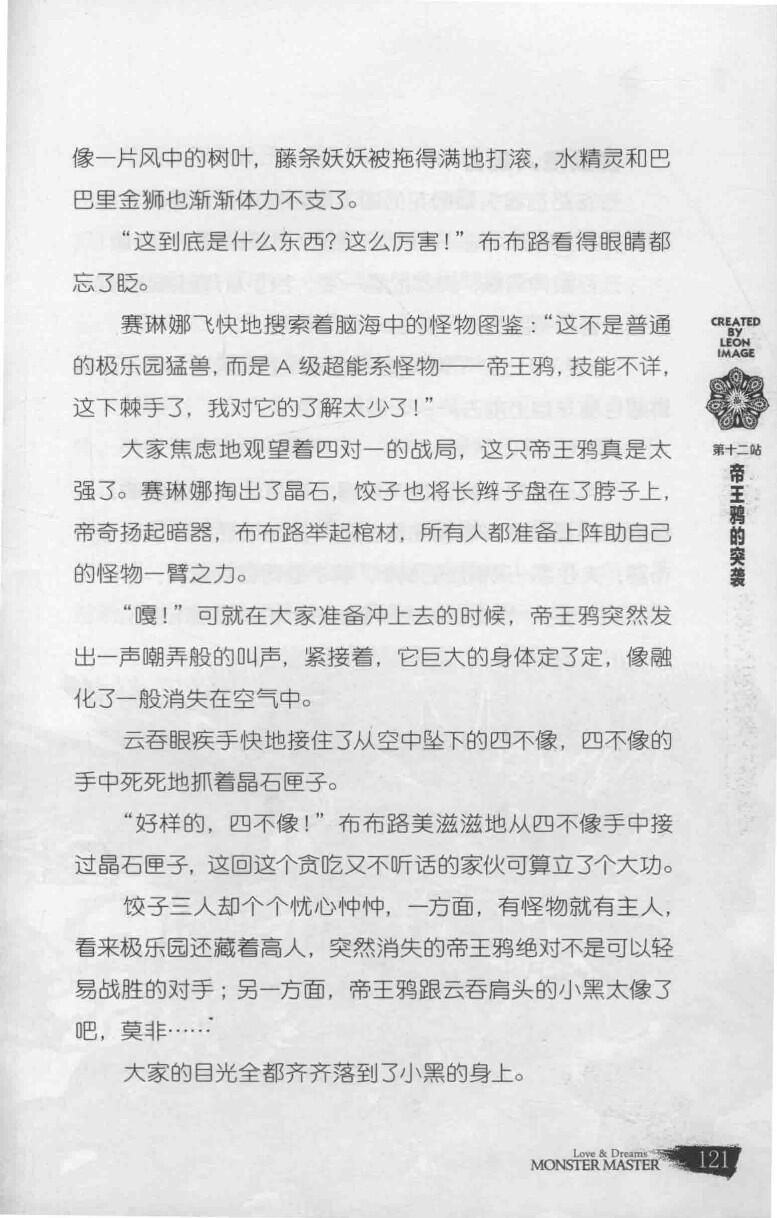 像一片风中的树叶，藤条妖妖被拖得满地打滚，水精灵和巴
巴里金狮也渐渐体力不支了。
“这到底是什么东西？这么厉害！”布布路看得眼睛都
忘了眨。
赛琳娜飞快地搜索着脑海中的怪物图鉴：“这不是普通
的极乐园猛兽，而是A级超能系怪物——帝王鸦，技能不详，
这下棘手了，我对它的了解太少了！”
大家焦虑地观望着四对一的战局，这只帝王鸦真是太
强了。赛琳娜掏出了晶石，饺子也将长辫子盘在了脖子上，
帝奇扬起暗器，布布路举起棺材，所有人都准备上阵助自己
的怪物一臂之力。
“嘎！”可就在大家准备冲上去的时候，帝王鸦突然发
出一声嘲弄般的叫声，紧接着，它巨大的身体定了定，像融
化了一般消失在空气中。
云吞眼疾手快地接住了从空中坠下的四不像，四不像的
手中死死地抓着晶石匣子。
“好样的，四不像！”布布路美滋滋地从四不像手中接
过晶石匣子，这回这个贪吃又不听话的家伙可算立了个大功。
饺子三人却个个忧心忡忡，一方面，有怪物就有主人，
看来极乐园还藏着高人，突然消失的帝王鸦绝对不是可以轻
易战胜的对手；另一方面，帝王鸦跟云吞肩头的小黑太像了
吧，莫非……
大家的目光全都齐齐落到了小黑的身上。
CREATED
BY
LEON
IMAGE
第十二站
帝王鸦的突袭
Love & Dreams
MONSTER MASTER
121